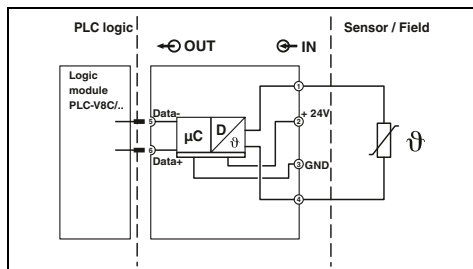 PLC logic
OUT
IN
Sensor / Field
Logic
module
PLC-V8C/..
1
Data-
5
+ 24V
2
µC
D
ϑ
6
Data+
3
GND
4
ϑ